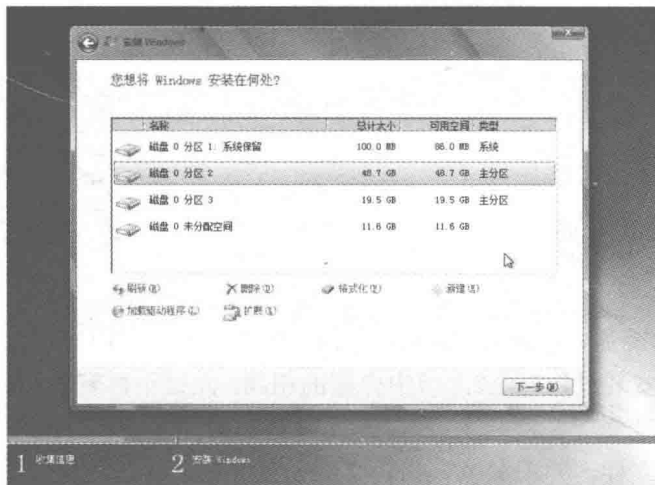 安装 Windows
您想将 Windows 安装在何处?
名称 总计大小 可用空间 类型
磁盘 0 分区 1: 系统保留 100.0 MB 86.0 MB 系统
磁盘 0 分区 2 48.7 GB 48.7 GB 主分区
磁盘 0 分区 3 19.5 GB 19.5 GB 主分区
磁盘 0 未分配空间 11.6 GB 11.6 GB
刷新(R) 删除(D) 格式化(F) 新建(E)
加载驱动程序(L) 扩展(X)
下一步(N)
1 收集信息 2 安装 Windows